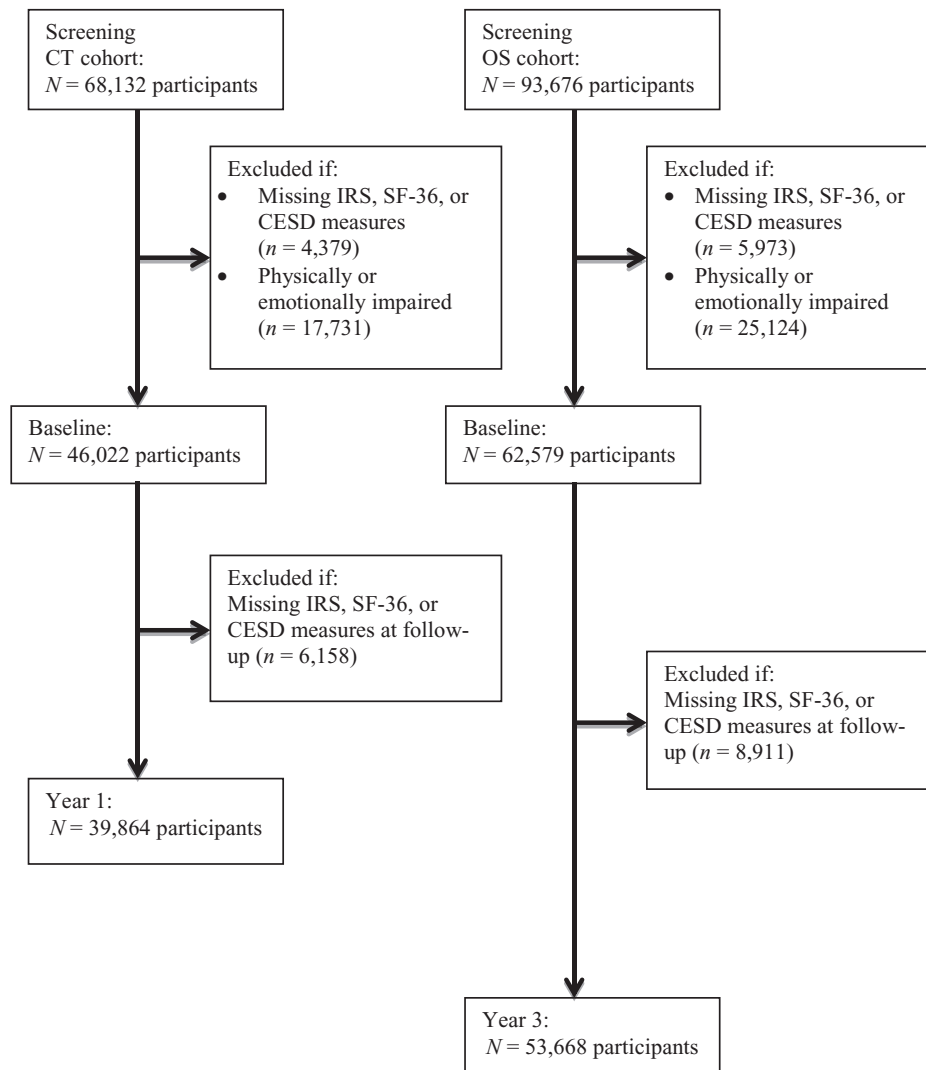 Screening
CT cohort:
N = 68,132 participants
Excluded if:
• Missing IRS, SF-36, or
CESD measures
(n = 4,379)
• Physically or
emotionally impaired
(n = 17,731)
Baseline:
N = 46,022 participants
Excluded if:
Missing IRS, SF-36, or
CESD measures at follow-
up (n = 6,158)
Year 1:
N = 39,864 participants
Screening
OS cohort:
N = 93,676 participants
Excluded if:
• Missing IRS, SF-36, or
CESD measures
(n = 5,973)
• Physically or
emotionally impaired
(n = 25,124)
Baseline:
N = 62,579 participants
Excluded if:
Missing IRS, SF-36, or
CESD measures at follow-
up (n = 8,911)
Year 3:
N = 53,668 participants